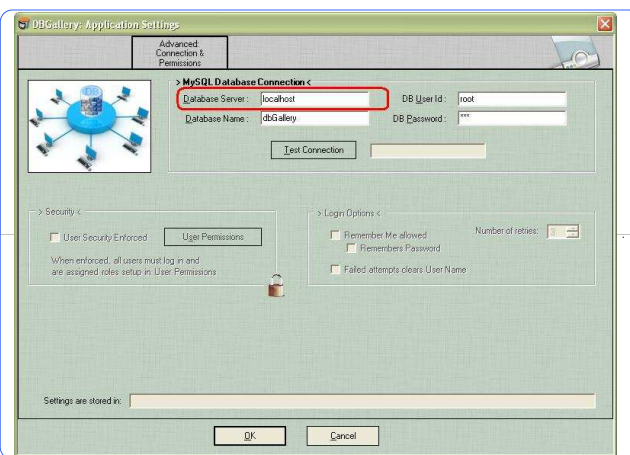 DBGallery: Application Settings
Advanced:
Connection &
Permissions
DB
> MySQL Database Connection <
Database Server: localhost
DB User Id: root
Database Name: dbGallery
DB Password: ***
Test Connection
> Security <
User Security Enforced
User Permissions
When enforced, all users must log in and
are assigned roles setup in: User Permissions
> Login Options <
Remember Me allowed
Number of retries: 3
Remembers Password
Failed attempts clears User Name
Settings are stored in:
OK
Cancel